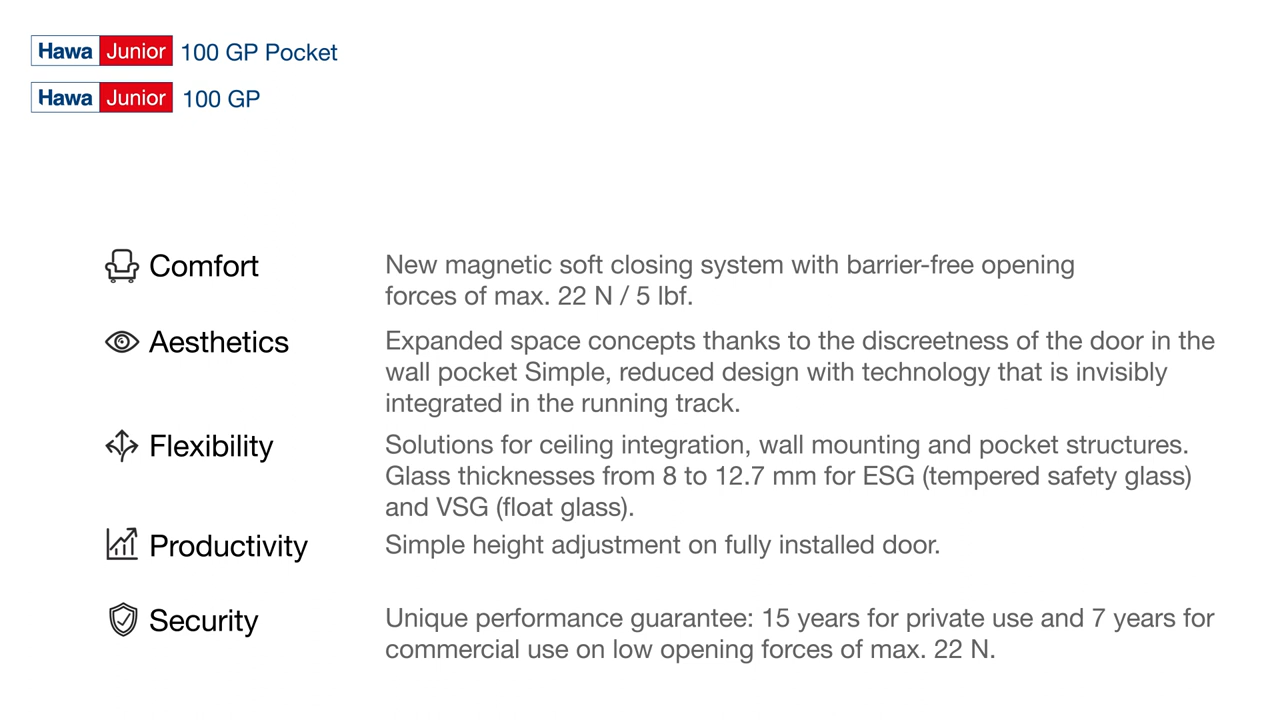 Hawa Junior 100 GP Pocket
Hawa Junior 100 GP
Comfort
New magnetic soft closing system with barrier-free opening
forces of max. 22 N / 5 lbf.
Aesthetics
Expanded space concepts thanks to the discreetness of the door in the
wall pocket Simple, reduced design with technology that is invisibly
integrated in the running track.
Flexibility
Solutions for ceiling integration, wall mounting and pocket structures.
Glass thicknesses from 8 to 12.7 mm for ESG (tempered safety glass)
and VSG (float glass).
Productivity
Simple height adjustment on fully installed door.
Security
Unique performance guarantee: 15 years for private use and 7 years for
commercial use on low opening forces of max. 22 N.